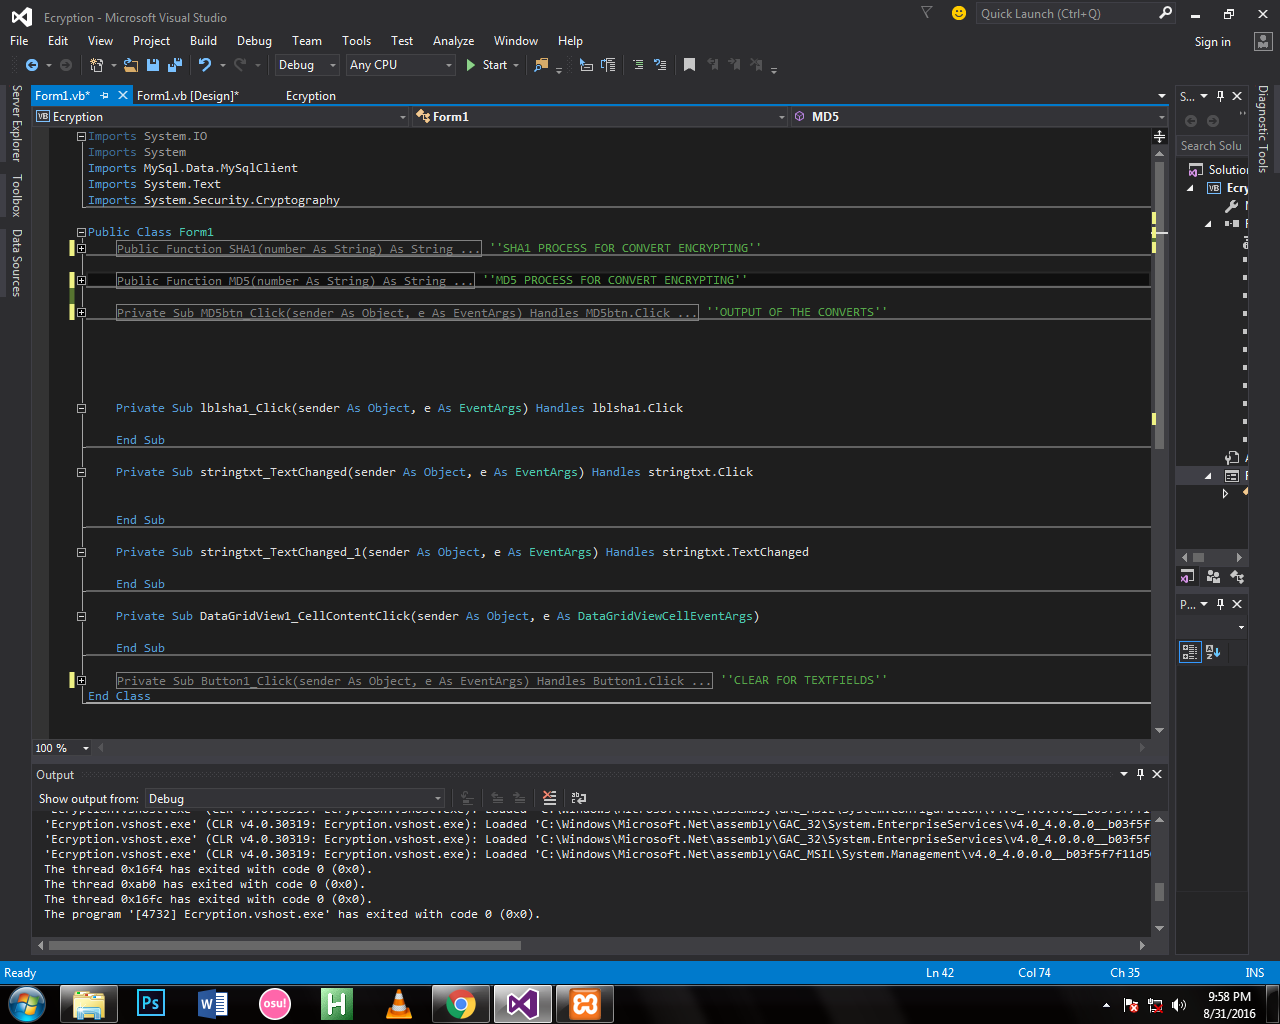 Ecryption - Microsoft Visual Studio
Quick Launch (Ctrl+Q)
File Edit View Project Build Debug Team Tools Test Analyze Window Help
Sign in
Debug Any CPU Start
Server Explorer
Toolbox
Data Sources
Form1.vb* Form1.vb [Design]* Ecryption
VB Ecryption Form1 MD5
Imports System.IO
Imports System
Imports MySql.Data.MySqlClient
Imports System.Text
Imports System.Security.Cryptography
Public Class Form1
Public Function SHA1(number As String) As String ... ''SHA1 PROCESS FOR CONVERT ENCRYPTING''
Public Function MD5(number As String) As String ... ''MD5 PROCESS FOR CONVERT ENCRYPTING''
Private Sub MD5btn_Click(sender As Object, e As EventArgs) Handles MD5btn.Click ... ''OUTPUT OF THE CONVERTS''
Private Sub lblsha1_Click(sender As Object, e As EventArgs) Handles lblsha1.Click
End Sub
Private Sub stringtxt_TextChanged(sender As Object, e As EventArgs) Handles stringtxt.Click
End Sub
Private Sub stringtxt_TextChanged_1(sender As Object, e As EventArgs) Handles stringtxt.TextChanged
End Sub
Private Sub DataGridView1_CellContentClick(sender As Object, e As DataGridViewCellEventArgs)
End Sub
Private Sub Button1_Click(sender As Object, e As EventArgs) Handles Button1.Click ... ''CLEAR FOR TEXTFIELDS''
End Class
100 %
S...
Search Solu
Solution
VB Ecry
P...
Diagnostic Tools
Output
Show output from: Debug
'Ecryption.vshost.exe' (CLR v4.0.30319: Ecryption.vshost.exe): Loaded 'C:\Windows\Microsoft.Net\assembly\GAC_32\System.EnterpriseServices\v4.0_4.0.0.0__b03f5f
'Ecryption.vshost.exe' (CLR v4.0.30319: Ecryption.vshost.exe): Loaded 'C:\Windows\Microsoft.Net\assembly\GAC_32\System.EnterpriseServices\v4.0_4.0.0.0__b03f5f
'Ecryption.vshost.exe' (CLR v4.0.30319: Ecryption.vshost.exe): Loaded 'C:\Windows\Microsoft.Net\assembly\GAC_MSIL\System.Management\v4.0_4.0.0.0__b03f5f7f11d5
The thread 0x16f4 has exited with code 0 (0x0).
The thread 0xab0 has exited with code 0 (0x0).
The thread 0x16fc has exited with code 0 (0x0).
The program '[4732] Ecryption.vshost.exe' has exited with code 0 (0x0).
Ready Ln 42 Col 74 Ch 35 INS
Ps W osu! H
9:58 PM
8/31/2016